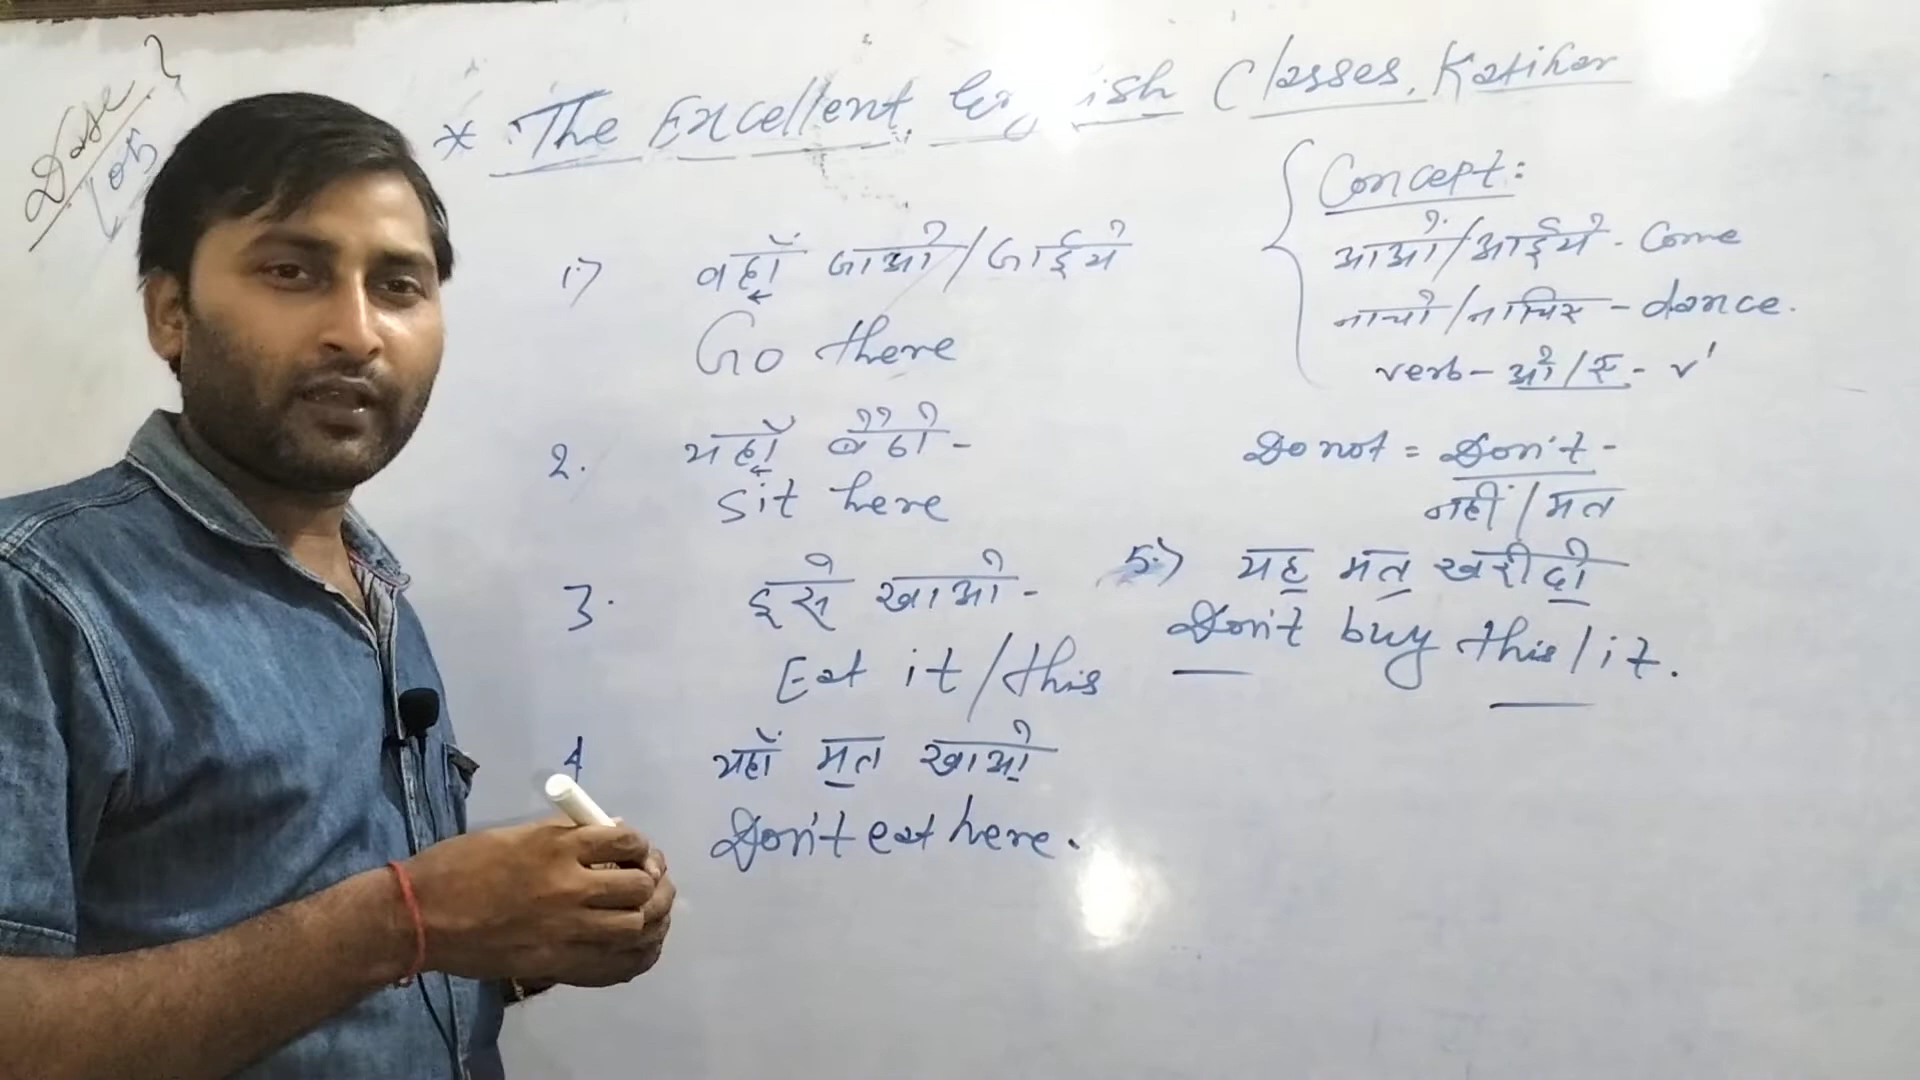 Dose
05
* The Excellent English Classes, Katihar
1.) वहाँ जाओ/जाईये
Go there
2. यहाँ बैठो -
Sit here
3. इसे खाओ -
Eat it/this
4 यहाँ मत खाओ
Don't eat here.
Concept:
आओ/आईये - Come
नाचो/नाचिए - dance.
verb - ओ/ए - v¹
Do not = Don't -
नहीं/मत
5.) यह मत खरीदो
Don't buy this/it.